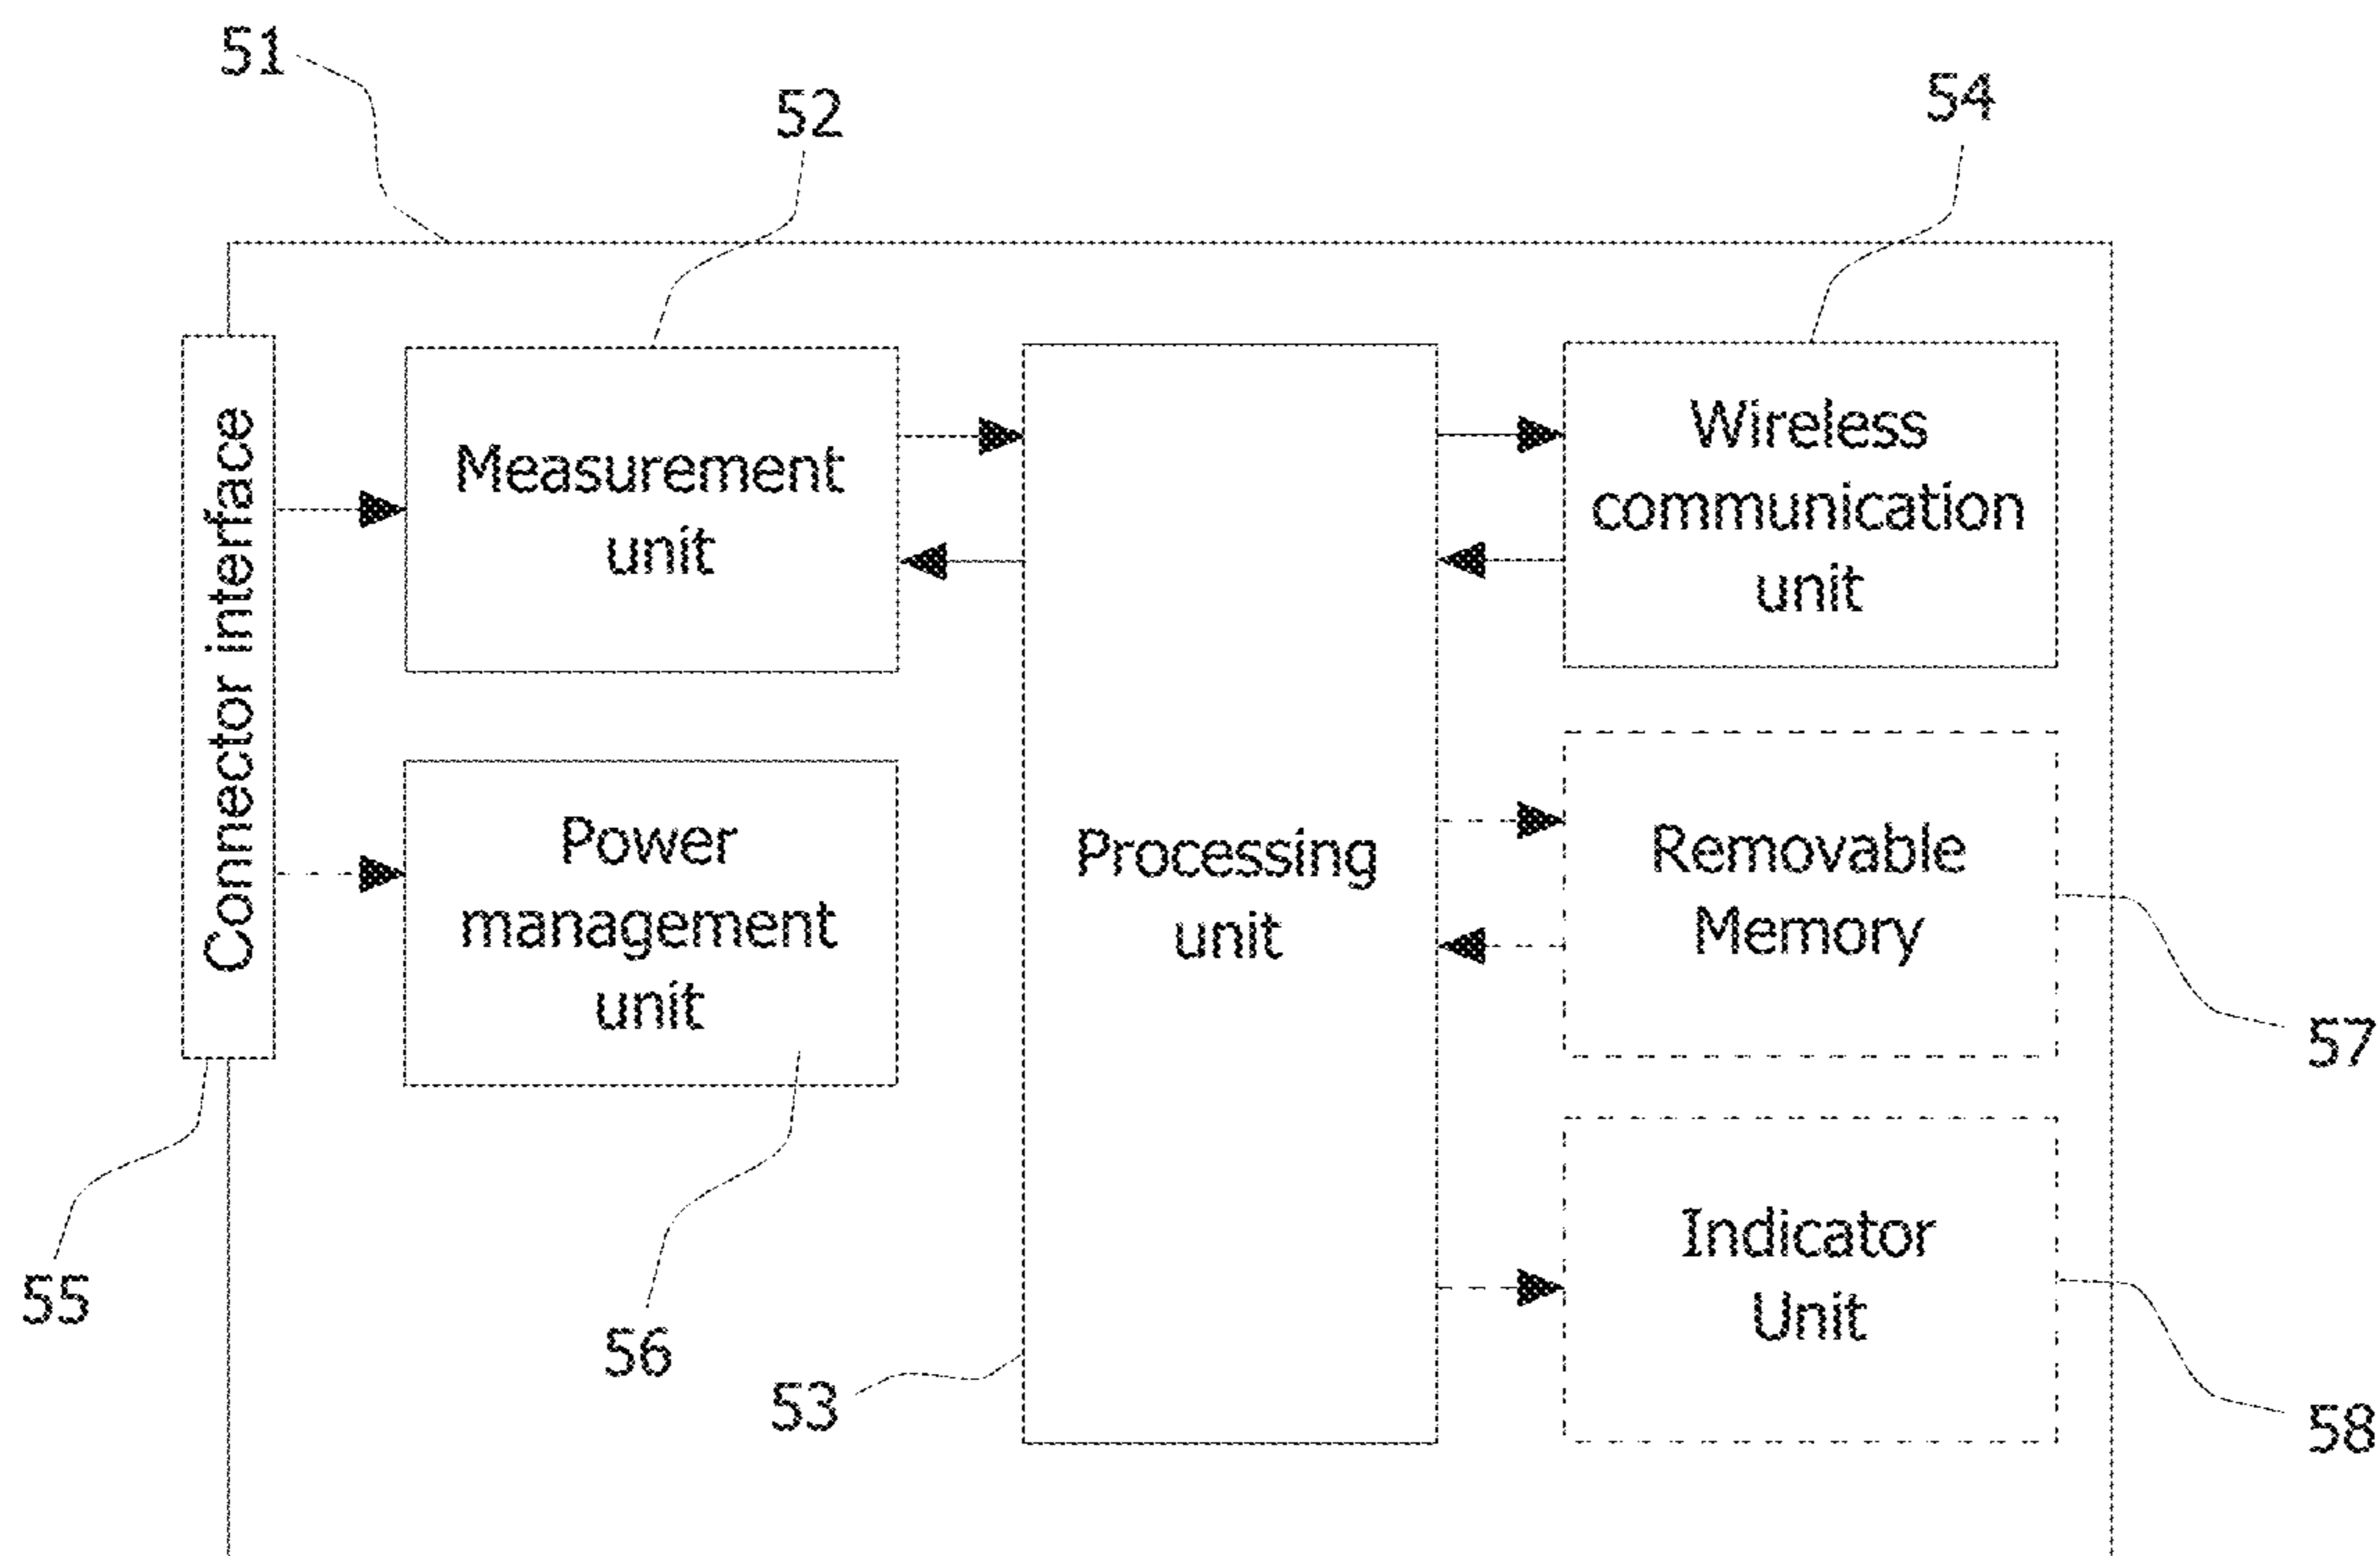 51
52
54
Connector interface
Measurement
unit
Wireless
communication
unit
Power
management
unit
Processing
unit
Removable
Memory
57
Indicator
Unit
55
56
53
58